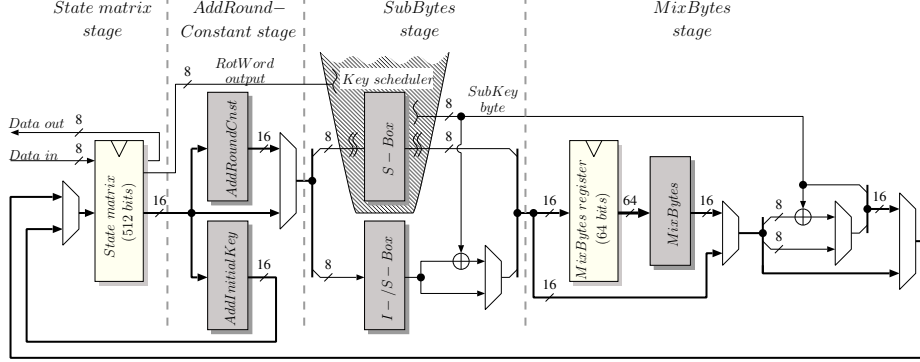 State matrix
stage
AddRound−
Constant stage
SubBytes
stage
MixBytes
stage
RotWord
output
8
Key scheduler
SubKey
byte
8
Data out
8
Data in
8
State matrix
(512 bits)
16
AddRoundCnst
16
AddInitialKey
16
8
S − Box
8
8
I −/S − Box
16
16
MixBytes register
(64 bits)
64
MixBytes
16
8
8
16